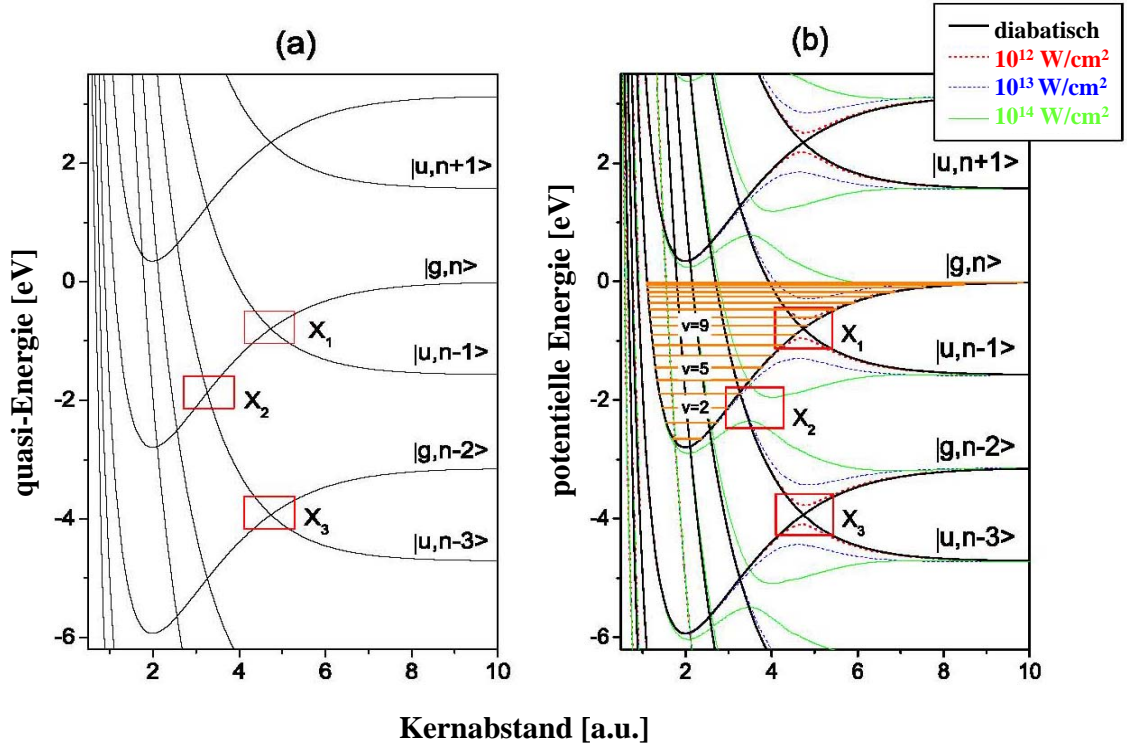 (a)
(b)
diabatisch
10¹² W/cm²
10¹³ W/cm²
10¹⁴ W/cm²
quasi-Energie [eV]
2
0
-2
-4
-6
|u,n+1>
|g,n>
X₁
|u,n-1>
X₂
|g,n-2>
X₃
|u,n-3>
2
4
6
8
10
potentielle Energie [eV]
2
0
-2
-4
-6
|u,n+1>
|g,n>
v=9
X₁
|u,n-1>
v=5
v=2
X₂
|g,n-2>
X₃
|u,n-3>
2
4
6
8
10
Kernabstand [a.u.]